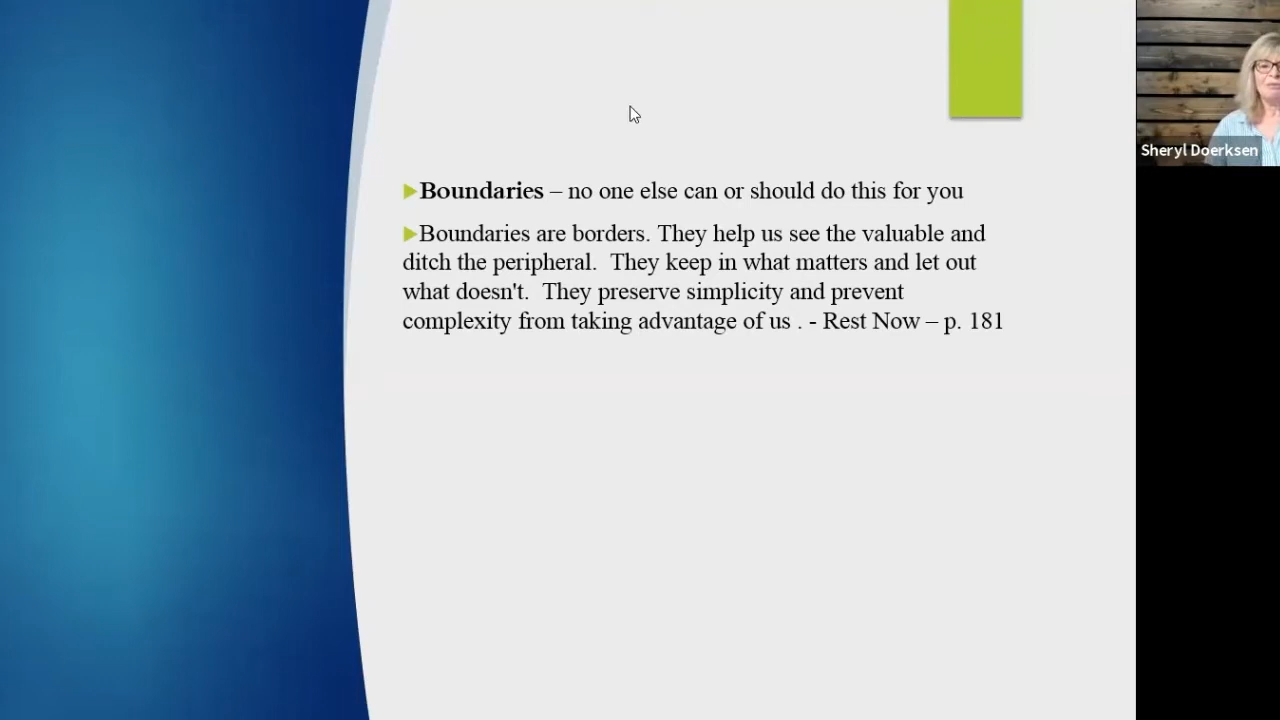 Boundaries – no one else can or should do this for you
Boundaries are borders. They help us see the valuable and
ditch the peripheral.  They keep in what matters and let out
what doesn't.  They preserve simplicity and prevent
complexity from taking advantage of us . - Rest Now – p. 181
Sheryl Doerksen